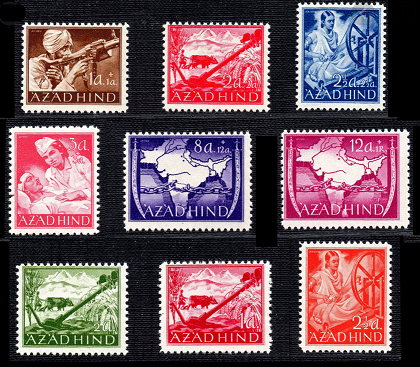 1a.+1a.
AZAD HIND
2a.+2a.
AZAD HIND
2½a.+2½a.
AZAD HIND
3a.
AZAD HIND
8a.+12a.
AZAD HIND
12a.+1R.
AZAD HIND
½a.
AZAD HIND
1a.
AZAD HIND
2½a.
AZAD HIND